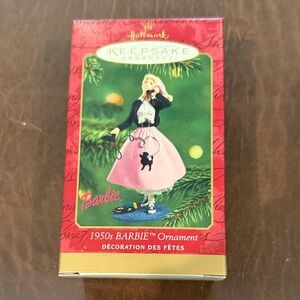 Hallmark
KEEPSAKE
ORNAMENT
Barbie
1950s BARBIE™ Ornament
DÉCORATION DES FÊTES